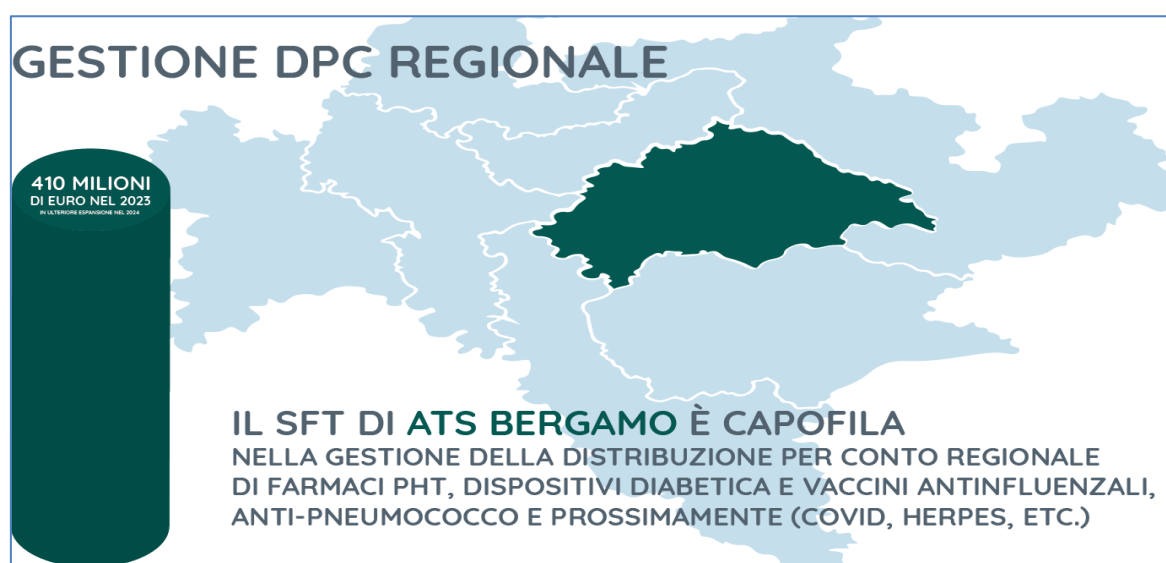 GESTIONE DPC REGIONALE
410 MILIONI
DI EURO NEL 2023
IN ULTERIORE ESPANSIONE NEL 2024
IL SFT DI ATS BERGAMO È CAPOFILA
NELLA GESTIONE DELLA DISTRIBUZIONE PER CONTO REGIONALE
DI FARMACI PHT, DISPOSITIVI DIABETICA E VACCINI ANTINFLUENZALI,
ANTI-PNEUMOCOCCO E PROSSIMAMENTE (COVID, HERPES, ETC.)